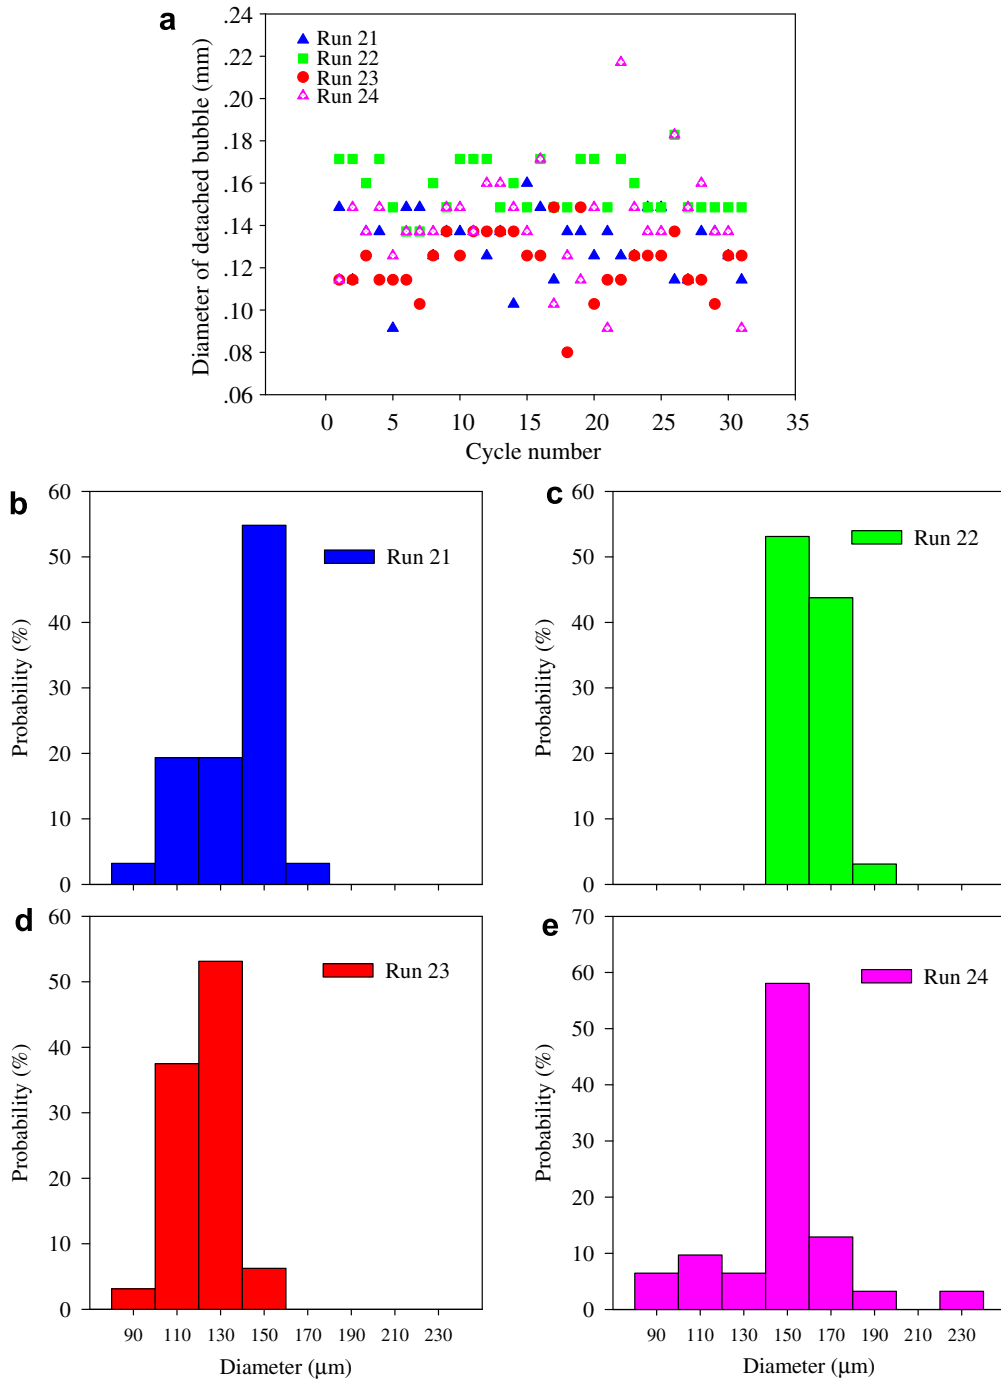 a
Diameter of detached bubble (mm)
.24
.22
.20
.18
.16
.14
.12
.10
.08
.06
Run 21
Run 22
Run 23
Run 24
0 5 10 15 20 25 30 35
Cycle number
b
Probability (%)
60
50
40
30
20
10
0
Run 21
c
Probability (%)
60
50
40
30
20
10
0
Run 22
d
Probability (%)
60
50
40
30
20
10
0
Run 23
90 110 130 150 170 190 210 230
Diameter (μm)
e
Probability (%)
70
60
50
40
30
20
10
0
Run 24
90 110 130 150 170 190 210 230
Diameter (μm)